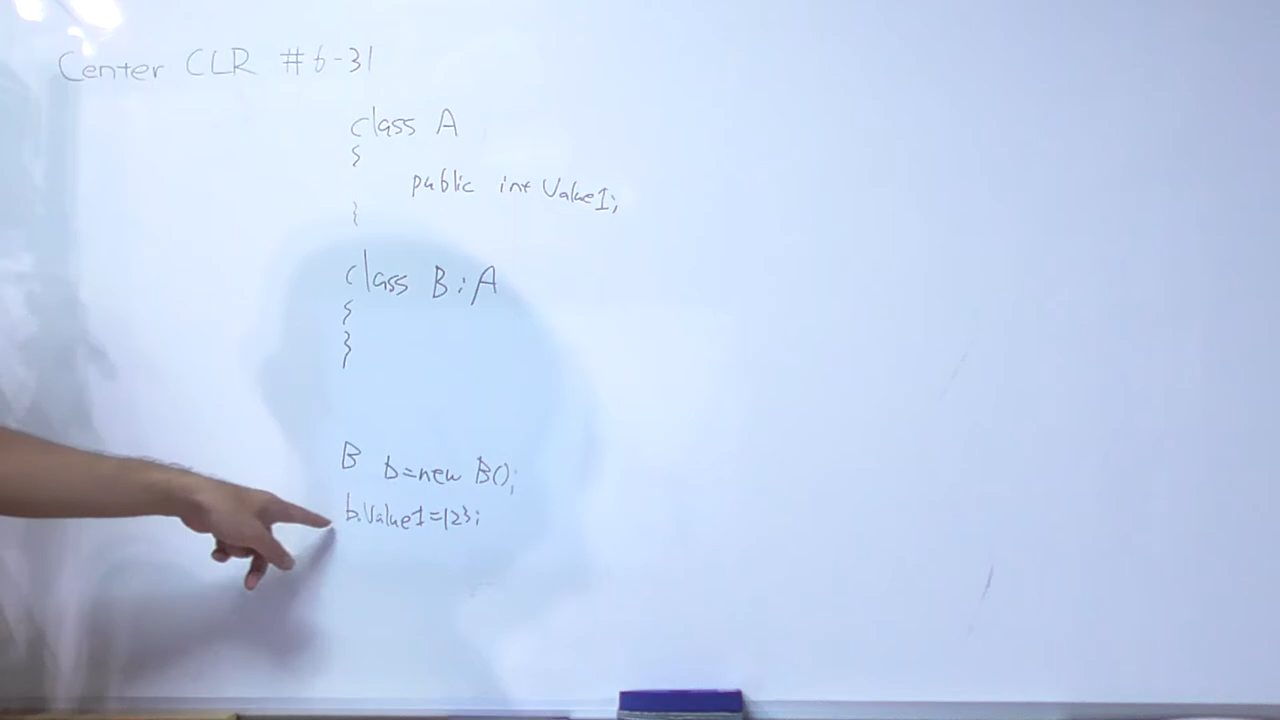 Center CLR #6-31
class A
{
public int Value1;
}
class B:A
{
}
B b=new B();
b.Value1=123;